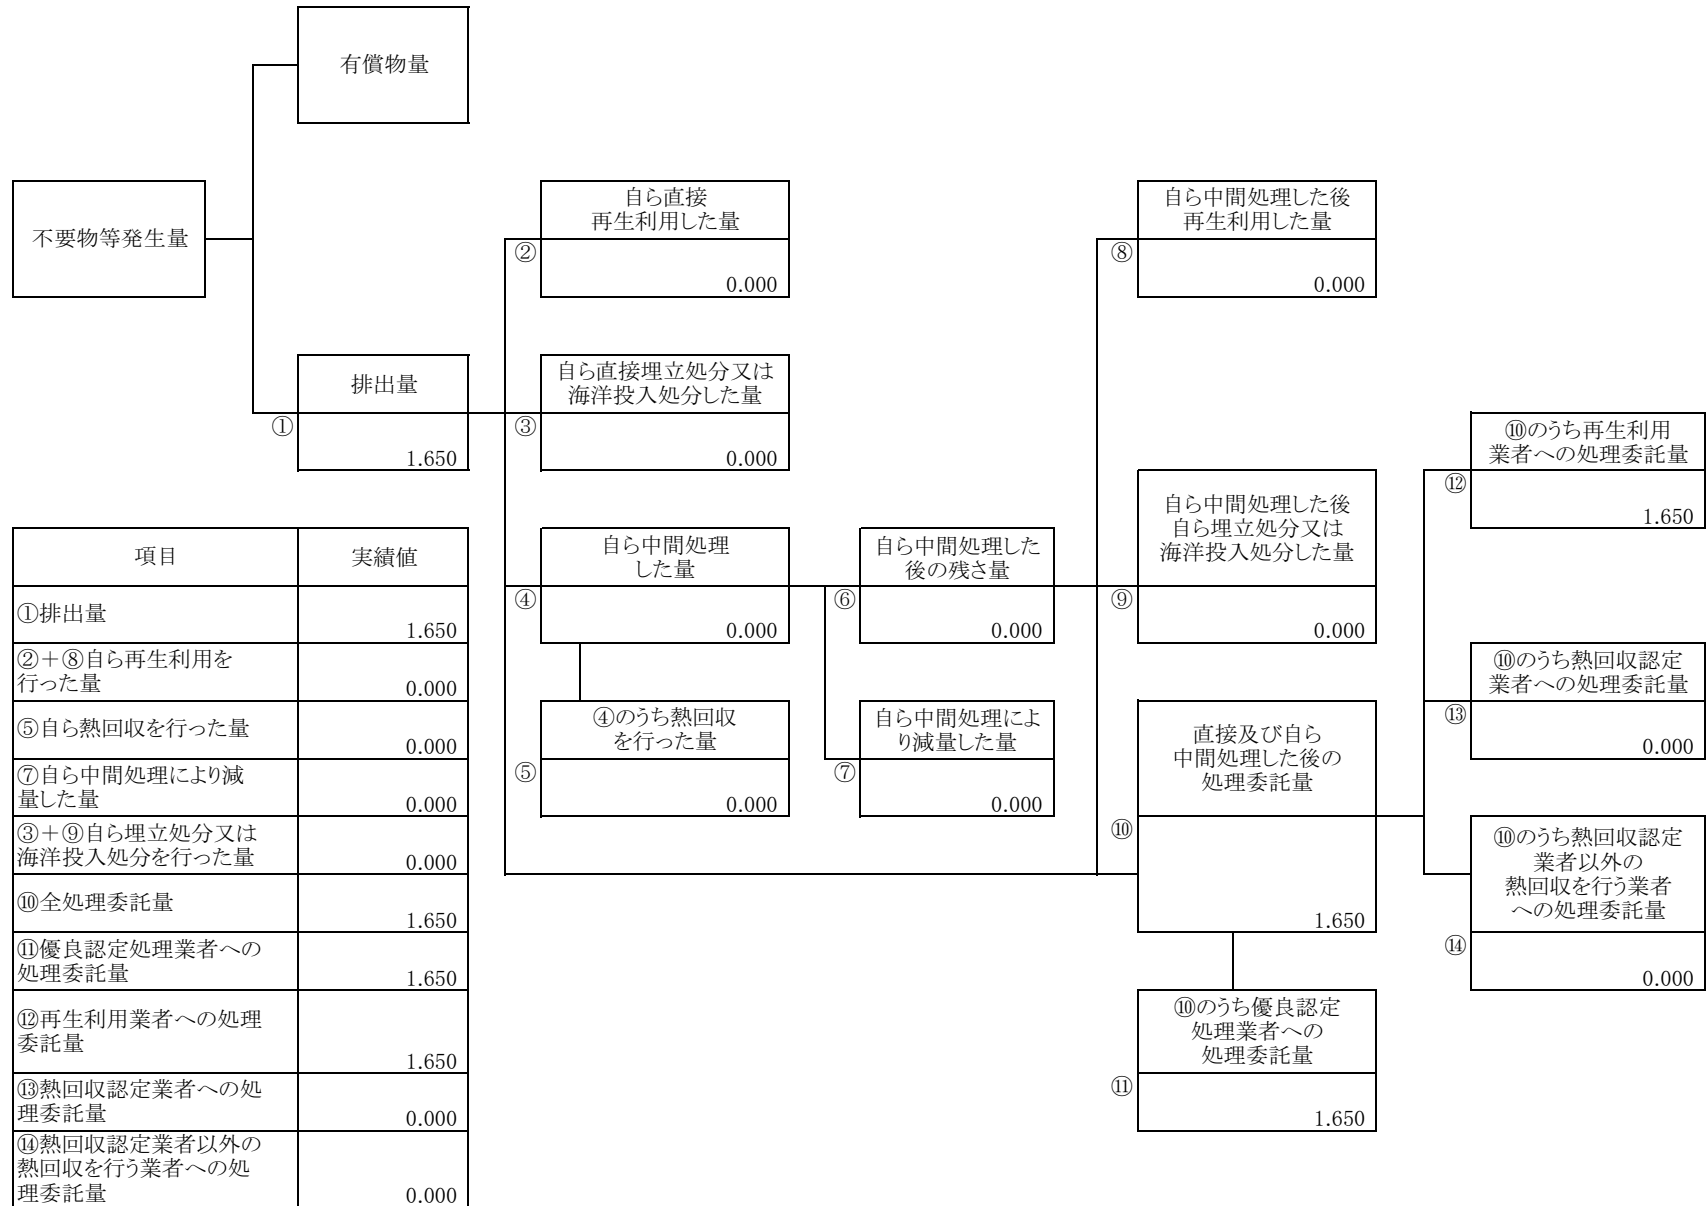 有償物量
不要物等発生量
自ら直接
再生利用した量
②
0.000
自ら中間処理した後
再生利用した量
⑧
0.000
排出量
①
1.650
自ら直接埋立処分又は
海洋投入処分した量
③
0.000
⑩のうち再生利用
業者への処理委託量
⑫
1.650
自ら中間処理
した量
④
0.000
自ら中間処理した
後の残さ量
⑥
0.000
自ら中間処理した後
自ら埋立処分又は
海洋投入処分した量
⑨
0.000
⑩のうち熱回収認定
業者への処理委託量
⑬
0.000
④のうち熱回収
を行った量
⑤
0.000
自ら中間処理によ
り減量した量
⑦
0.000
直接及び自ら
中間処理した後の
処理委託量
⑩
1.650
⑩のうち熱回収認定
業者以外の
熱回収を行う業者
への処理委託量
⑭
0.000
⑩のうち優良認定
処理業者への
処理委託量
⑪
1.650
項目 実績値
①排出量
1.650
②+⑧自ら再生利用を
行った量
0.000
⑤自ら熱回収を行った量
0.000
⑦自ら中間処理により減
量した量
0.000
③+⑨自ら埋立処分又は
海洋投入処分を行った量
0.000
⑩全処理委託量
1.650
⑪優良認定処理業者への
処理委託量
1.650
⑫再生利用業者への処理
委託量
1.650
⑬熱回収認定業者への処
理委託量
0.000
⑭熱回収認定業者以外の
熱回収を行う業者への処
理委託量
0.000